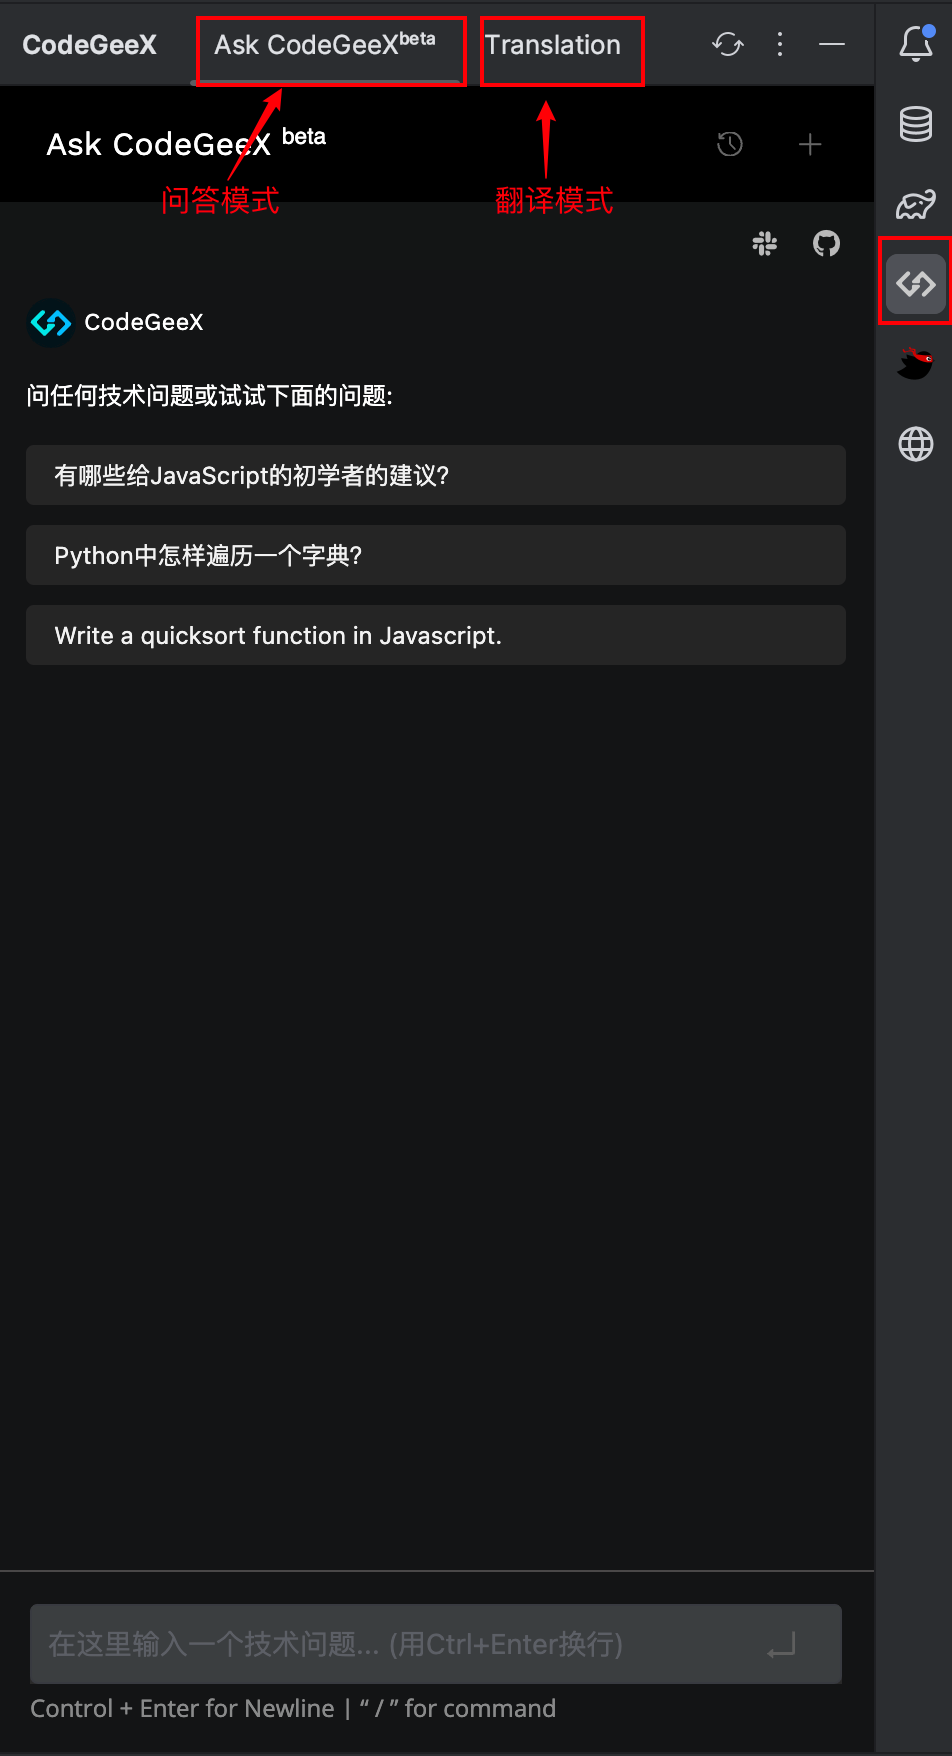 CodeGeeX Ask CodeGeeXbeta Translation
Ask CodeGeeX beta
问答模式 翻译模式
CodeGeeX
问任何技术问题或试试下面的问题:
有哪些给JavaScript的初学者的建议?
Python中怎样遍历一个字典?
Write a quicksort function in Javascript.
在这里输入一个技术问题... (用Ctrl+Enter换行)
Control + Enter for Newline | “ / ” for command